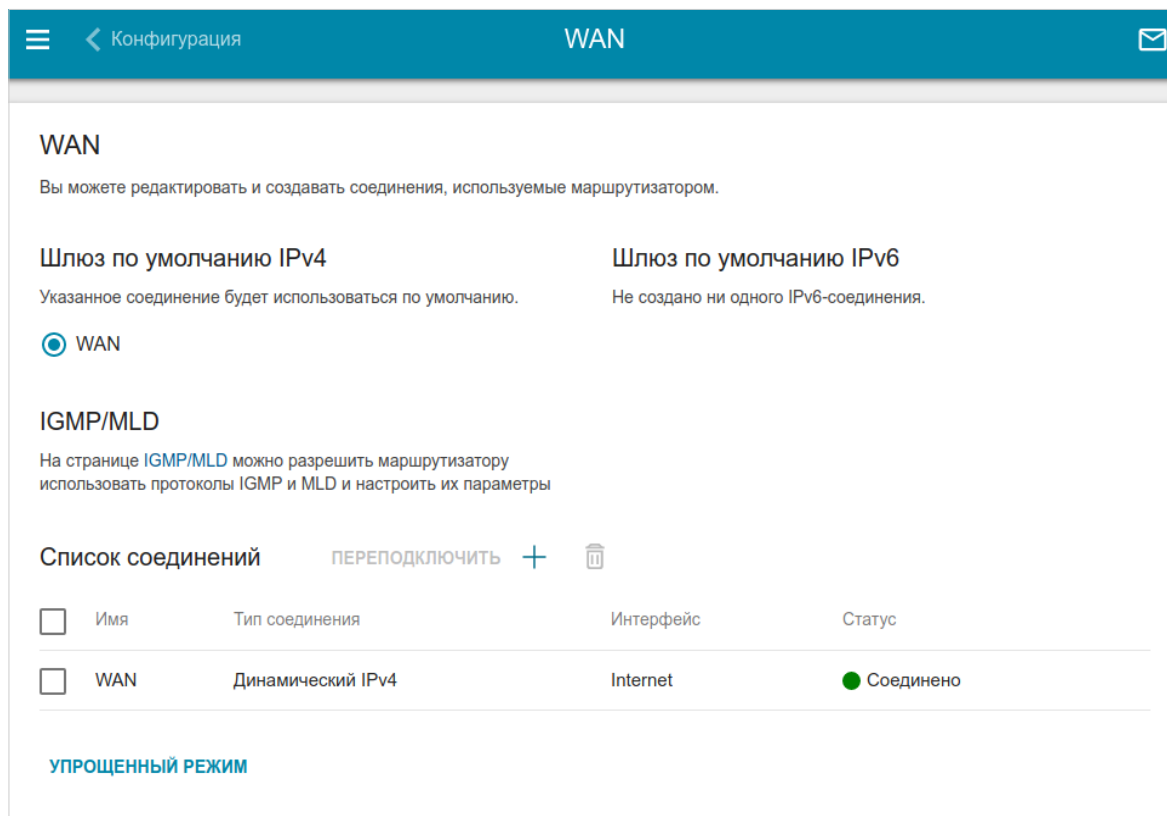 Конфигурация
WAN
WAN
Вы можете редактировать и создавать соединения, используемые маршрутизатором.
Шлюз по умолчанию IPv4
Указанное соединение будет использоваться по умолчанию.
WAN
Шлюз по умолчанию IPv6
Не создано ни одного IPv6-соединения.
IGMP/MLD
На странице IGMP/MLD можно разрешить маршрутизатору
использовать протоколы IGMP и MLD и настроить их параметры
Список соединений ПЕРЕПОДКЛЮЧИТЬ
Имя Тип соединения Интерфейс Статус
WAN Динамический IPv4 Internet Соединено
УПРОЩЕННЫЙ РЕЖИМ